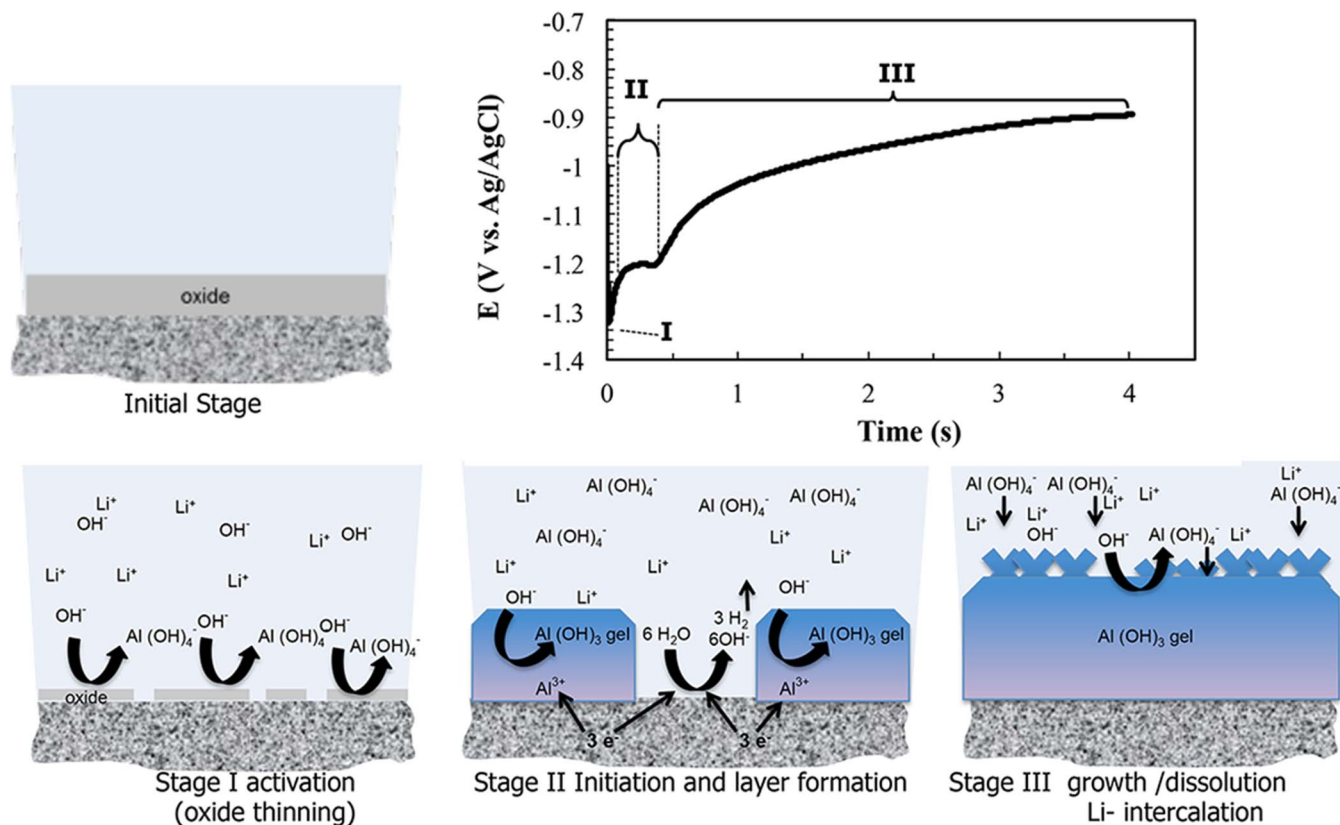 oxide
Initial Stage
E (V vs. Ag/AgCl)
-0.7
-0.8
-0.9
-1
-1.1
-1.2
-1.3
-1.4
II
III
I
0 1 2 3 4
Time (s)
Li⁺ Li⁺
OH⁻ OH⁻ Li⁺ OH⁻
Li⁺ Li⁺ Li⁺
OH⁻ OH⁻ OH⁻
Al (OH)₄⁻ Al (OH)₄ Al (OH)₄⁻
oxide
Stage I activation
(oxide thinning)
Li⁺ Al (OH)₄⁻ Al (OH)₄⁻ Al (OH)₄⁻
Al (OH)₄⁻ Li⁺
OH⁻ Li⁺ Li⁺ OH⁻ Li⁺
Al (OH)₃ gel 6 H₂O 3 H₂ Al (OH)₃ gel
6OH⁻
Al³⁺ Al³⁺
3 e⁻ 3 e⁻
Stage II Initiation and layer formation
Li⁺
Al (OH)₄⁻ Al (OH)₄⁻ Li⁺ Al (OH)₄⁻
Li⁺
Li⁺ Li⁺ OH⁻ OH⁻ Al (OH)₄⁻ Li⁺
Al (OH)₃ gel
Stage III growth /dissolution
Li- intercalation